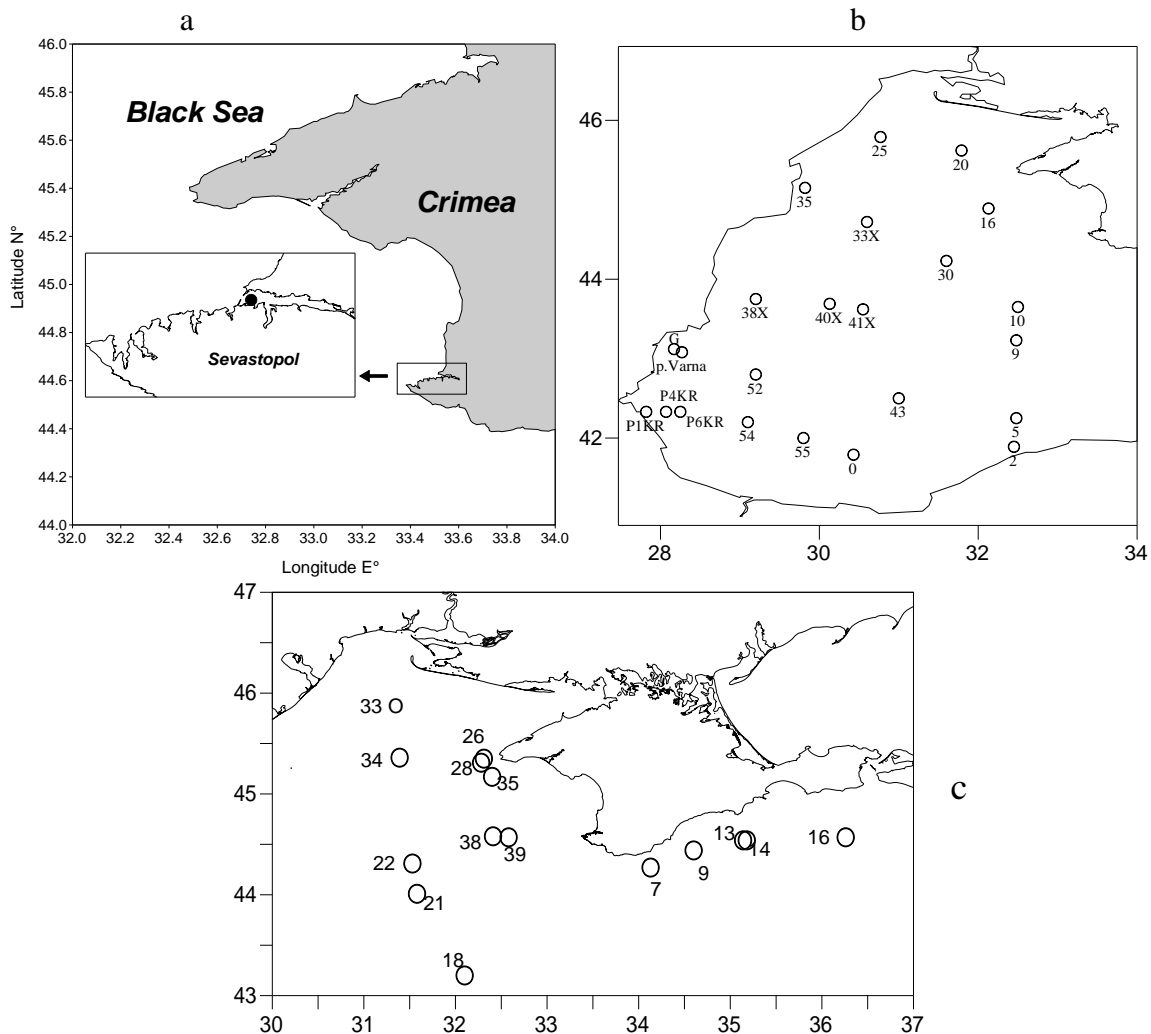 a
46.0
45.8
45.6
45.4
45.2
45.0
44.8
44.6
44.4
44.2
44.0
Latitude N°
Black Sea
Crimea
Sevastopol
32.0 32.2 32.4 32.6 32.8 33.0 33.2 33.4 33.6 33.8 34.0
Longitude E°
b
46
44
42
25
20
35
16
33X
30
38X
40X
41X
10
G
9
p.Varna
52
P4KR
43
P1KR
P6KR
54
5
55
2
0
28 30 32 34
c
47
46
45
44
43
33
26
34
28
35
38
39
13
14
16
22
9
7
21
18
30 31 32 33 34 35 36 37